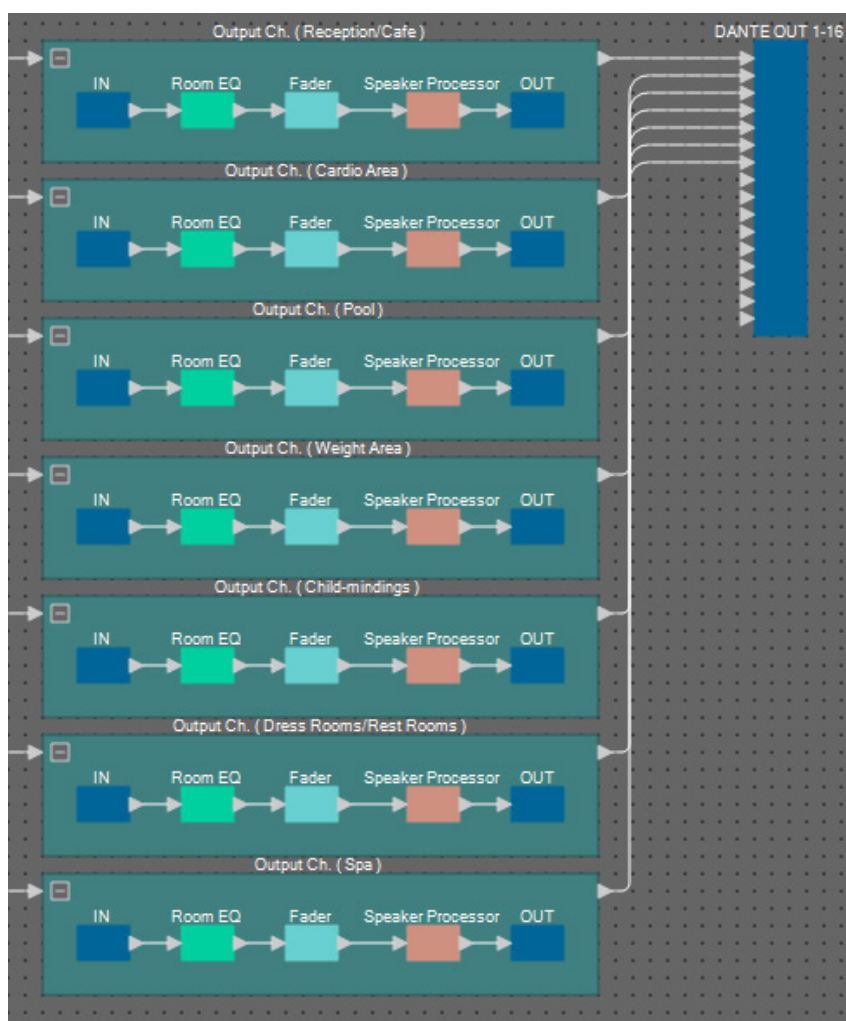 Output Ch. ( Reception/Cafe )
DANTE OUT 1-16
IN Room EQ Fader Speaker Processor OUT
Output Ch. ( Cardio Area )
IN Room EQ Fader Speaker Processor OUT
Output Ch. ( Pool )
IN Room EQ Fader Speaker Processor OUT
Output Ch. ( Weight Area )
IN Room EQ Fader Speaker Processor OUT
Output Ch. ( Child-mindings )
IN Room EQ Fader Speaker Processor OUT
Output Ch. ( Dress Rooms/Rest Rooms )
IN Room EQ Fader Speaker Processor OUT
Output Ch. ( Spa )
IN Room EQ Fader Speaker Processor OUT